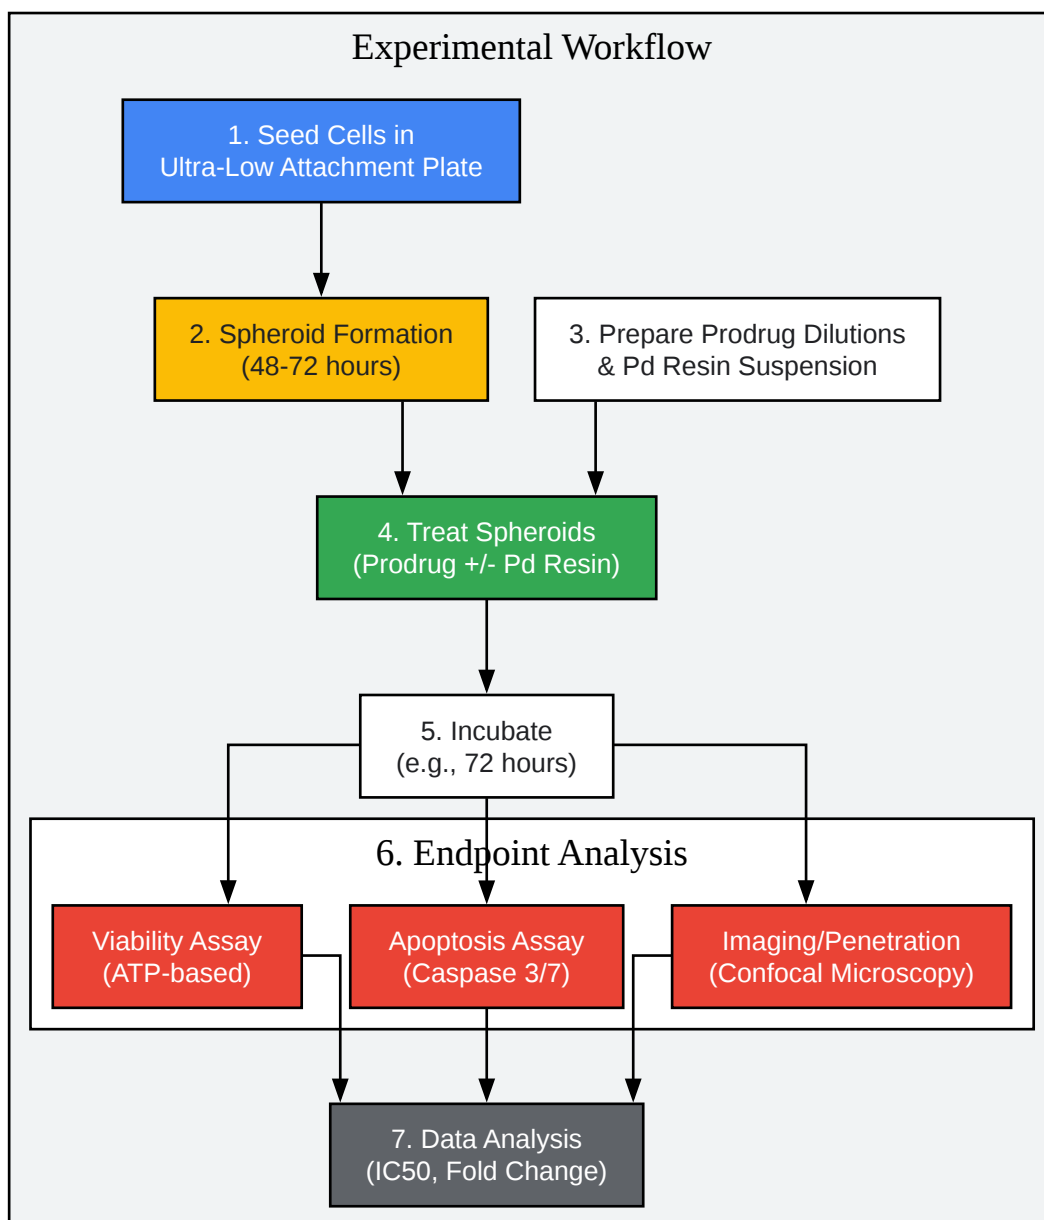 Experimental Workflow
1. Seed Cells in
Ultra-Low Attachment Plate
2. Spheroid Formation
(48-72 hours)
3. Prepare Prodrug Dilutions
& Pd Resin Suspension
4. Treat Spheroids
(Prodrug +/- Pd Resin)
5. Incubate
(e.g., 72 hours)
6. Endpoint Analysis
Viability Assay
(ATP-based)
Apoptosis Assay
(Caspase 3/7)
Imaging/Penetration
(Confocal Microscopy)
7. Data Analysis
(IC50, Fold Change)